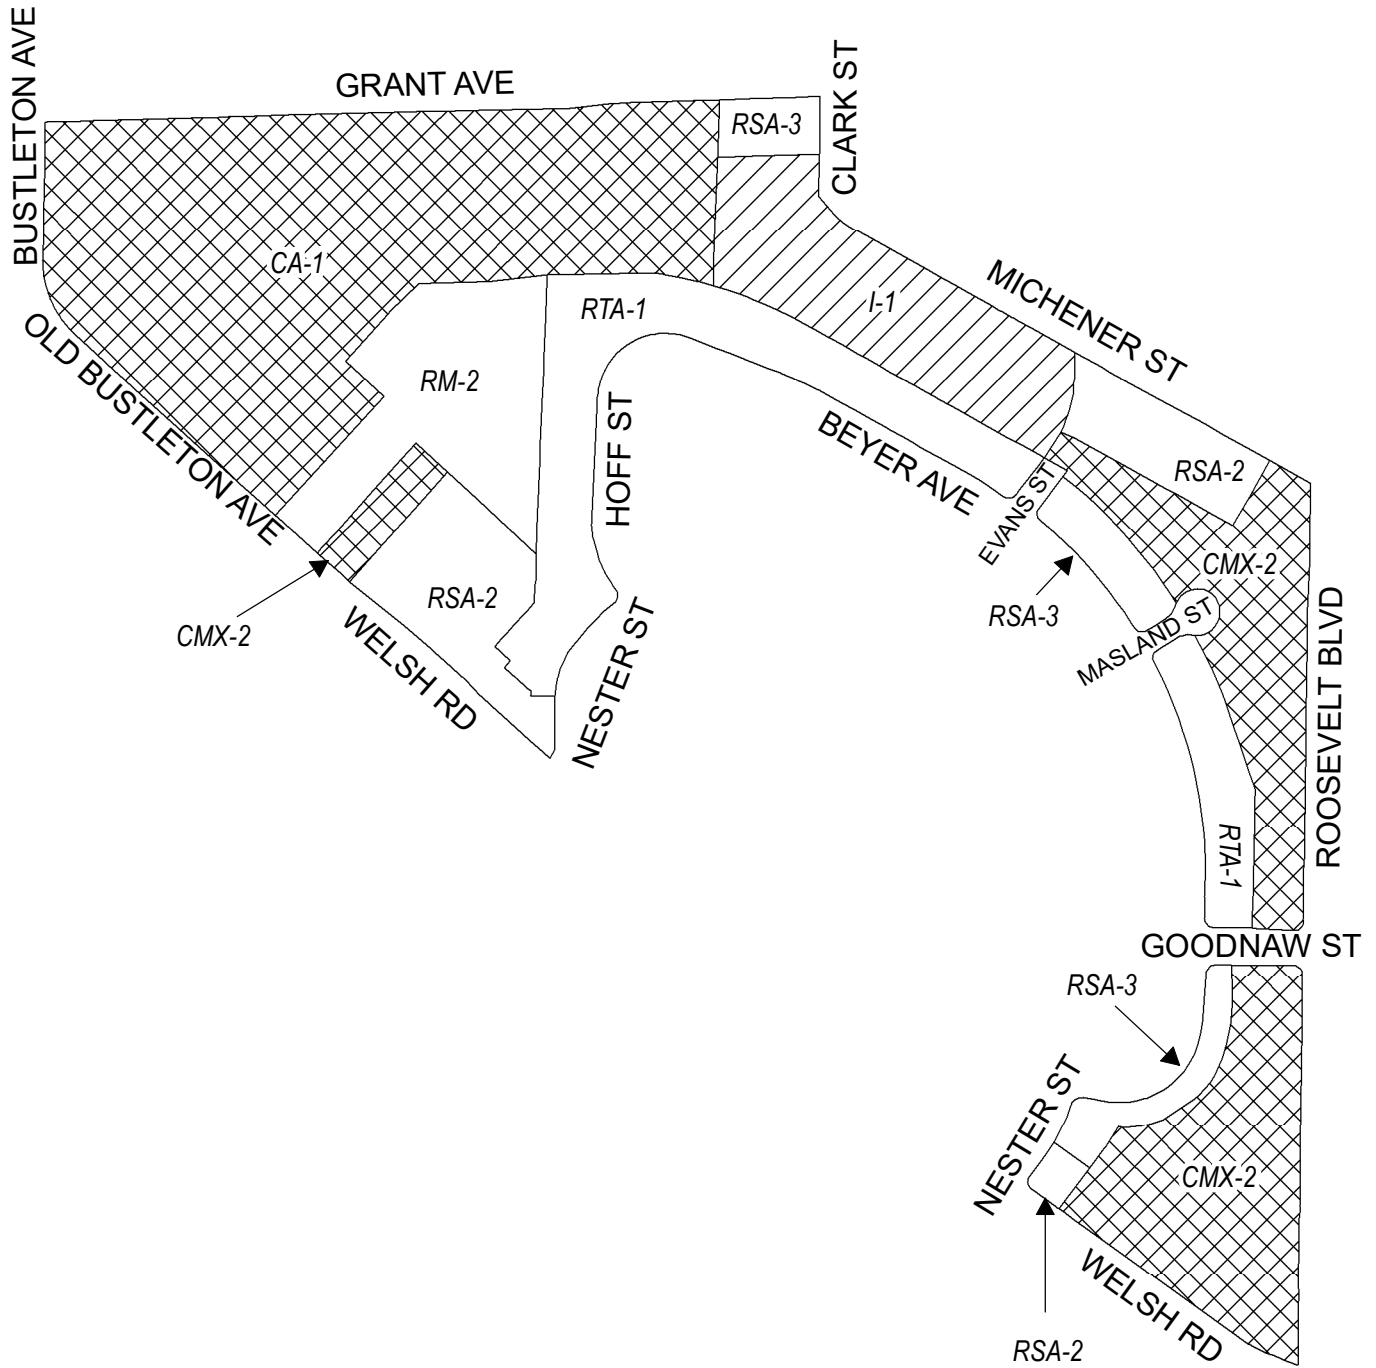 BUSTLETON AVE
GRANT AVE
CLARK ST
RSA-3
CA-1
I-1
MICHENER ST
RTA-1
OLD BUSTLETON AVE
RM-2
HOFF ST
BEYER AVE
EVANS ST
RSA-2
CMX-2
RSA-3
CMX-2
RSA-2
WELSH RD
NESTER ST
MASLAND ST
ROOSEVELT BLVD
RTA-1
GOODNAW ST
RSA-3
NESTER ST
CMX-2
WELSH RD
RSA-2